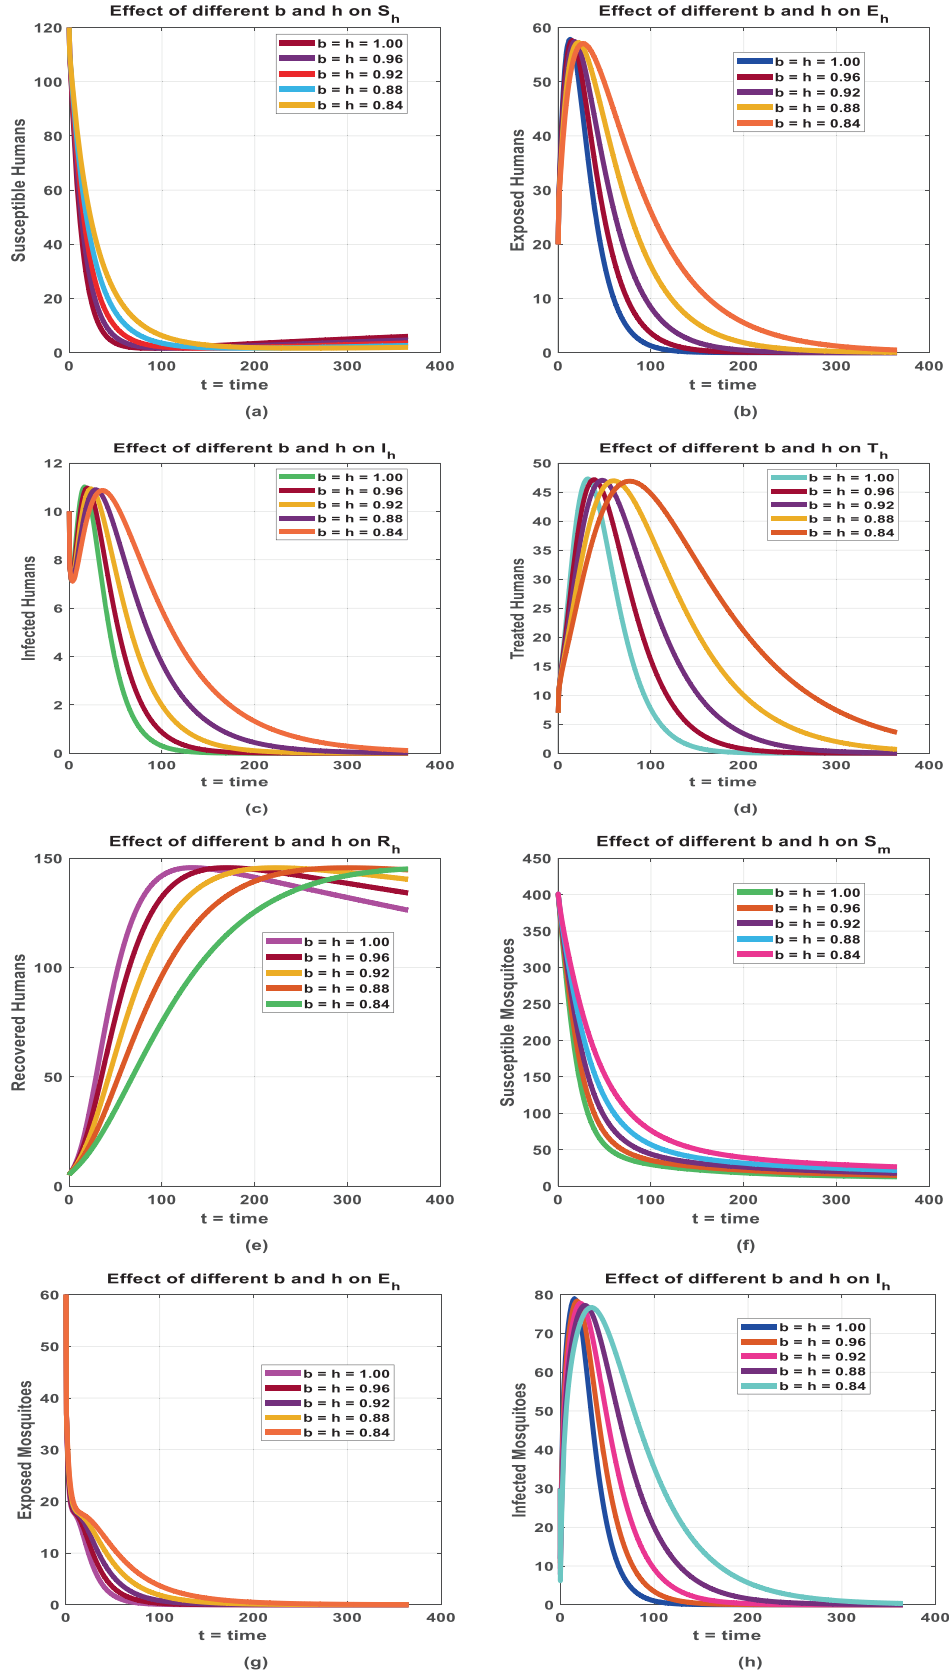 Effect of different b and h on S_h
120
100
80
60
40
20
0
0 100 200 300 400
Susceptible Humans
t = time
b = h = 1.00
b = h = 0.96
b = h = 0.92
b = h = 0.88
b = h = 0.84
(a)
Effect of different b and h on E_h
60
50
40
30
20
10
0
0 100 200 300 400
Exposed Humans
t = time
b = h = 1.00
b = h = 0.96
b = h = 0.92
b = h = 0.88
b = h = 0.84
(b)
Effect of different b and h on I_h
12
10
8
6
4
2
0
0 100 200 300 400
Infected Humans
t = time
b = h = 1.00
b = h = 0.96
b = h = 0.92
b = h = 0.88
b = h = 0.84
(c)
Effect of different b and h on T_h
50
45
40
35
30
25
20
15
10
5
0
0 100 200 300 400
Treated Humans
t = time
b = h = 1.00
b = h = 0.96
b = h = 0.92
b = h = 0.88
b = h = 0.84
(d)
Effect of different b and h on R_h
150
100
50
0
0 100 200 300 400
Recovered Humans
t = time
b = h = 1.00
b = h = 0.96
b = h = 0.92
b = h = 0.88
b = h = 0.84
(e)
Effect of different b and h on S_m
450
400
350
300
250
200
150
100
50
0
0 100 200 300 400
Susceptible Mosquitoes
t = time
b = h = 1.00
b = h = 0.96
b = h = 0.92
b = h = 0.88
b = h = 0.84
(f)
Effect of different b and h on E_h
60
50
40
30
20
10
0
0 100 200 300 400
Exposed Mosquitoes
t = time
b = h = 1.00
b = h = 0.96
b = h = 0.92
b = h = 0.88
b = h = 0.84
(g)
Effect of different b and h on I_h
80
70
60
50
40
30
20
10
0
0 100 200 300 400
Infected Mosquitoes
t = time
b = h = 1.00
b = h = 0.96
b = h = 0.92
b = h = 0.88
b = h = 0.84
(h)